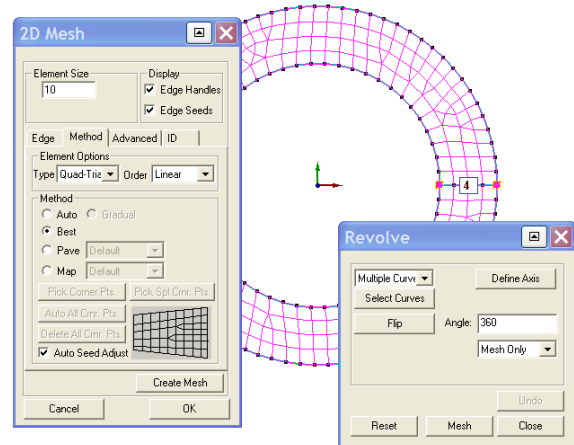 2D Mesh
Element Size
10
Display
Edge Handles
Edge Seeds
Edge Method Advanced ID
Element Options
Type Quad-Tria Order Linear
Method
Auto Gradual
Best
Pave Default
Map Default
Pick Corner Pts. Pick Spl.Crnr. Pts.
Auto All Crnr. Pts.
Delete All Crnr. Pts.
Auto Seed Adjust
Create Mesh
Cancel OK
4
Revolve
Multiple Curve Define Axis
Select Curves
Flip Angle: 360
Mesh Only
Undo
Reset Mesh Close